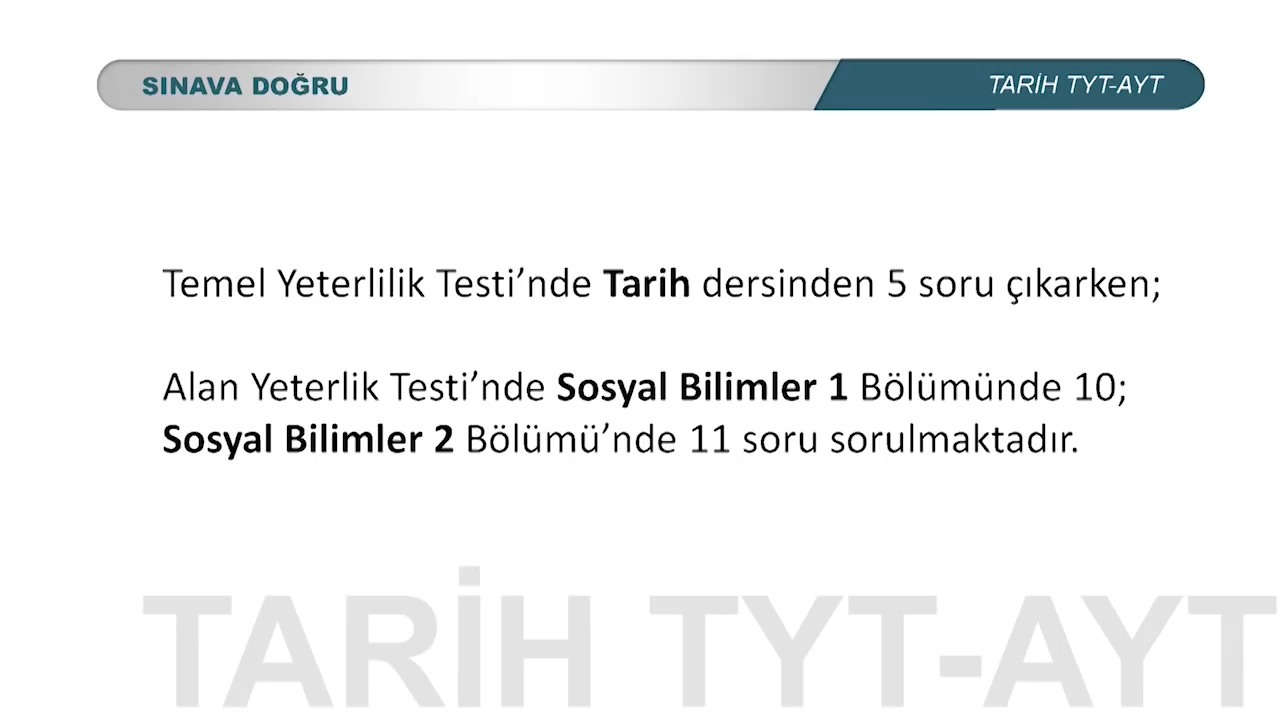 SINAVA DOĞRU
TARİH TYT-AYT
Temel Yeterlilik Testi’nde Tarih dersinden 5 soru çıkarken;
Alan Yeterlik Testi’nde Sosyal Bilimler 1 Bölümünde 10;
Sosyal Bilimler 2 Bölümü’nde 11 soru sorulmaktadır.
TARİH TYT-AYT